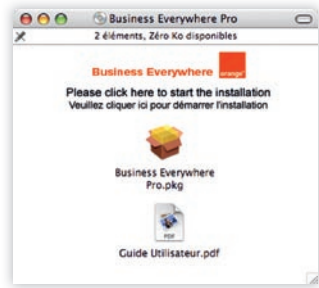 Business Everywhere Pro
2 éléments, Zéro Ko disponibles
Business Everywhere orange™
Please click here to start the installation
Veuillez cliquer ici pour démarrer l'installation
Business Everywhere
Pro.pkg
PDF
Guide Utilisateur.pdf